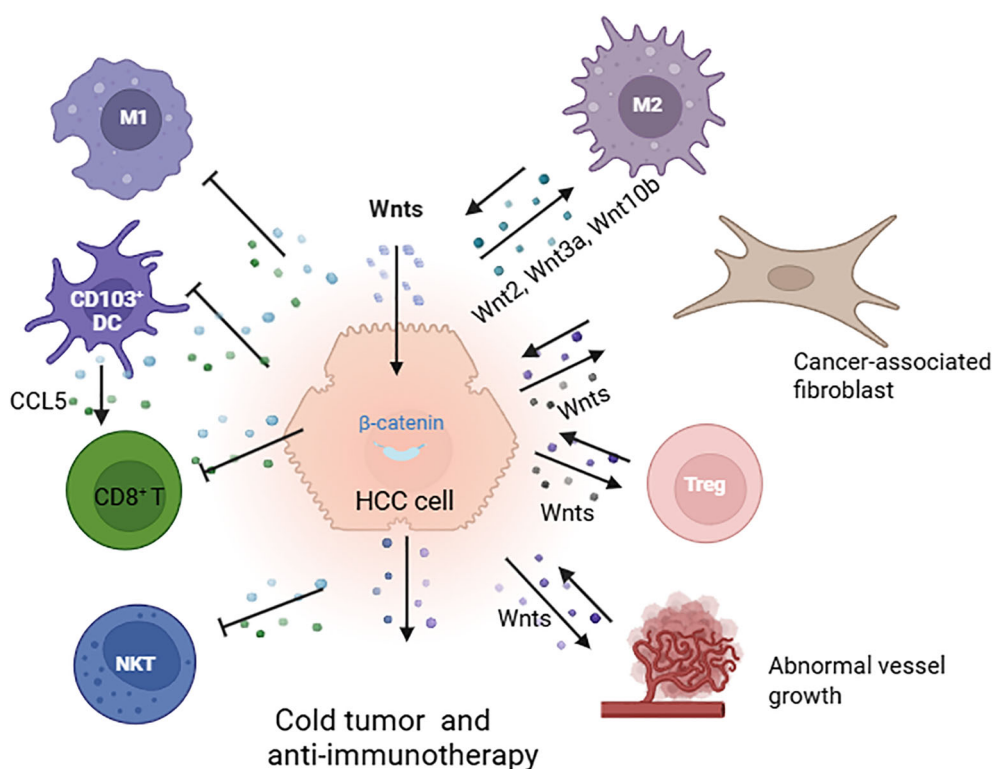 M1
M2
Wnts
Wnt2, Wnt3a, Wnt10b
CD103⁺
DC
CCL5
Cancer-associated
fibroblast
Wnts
β-catenin
HCC cell
CD8⁺ T
Treg
Wnts
NKT
Wnts
Abnormal vessel
growth
Cold tumor and
anti-immunotherapy